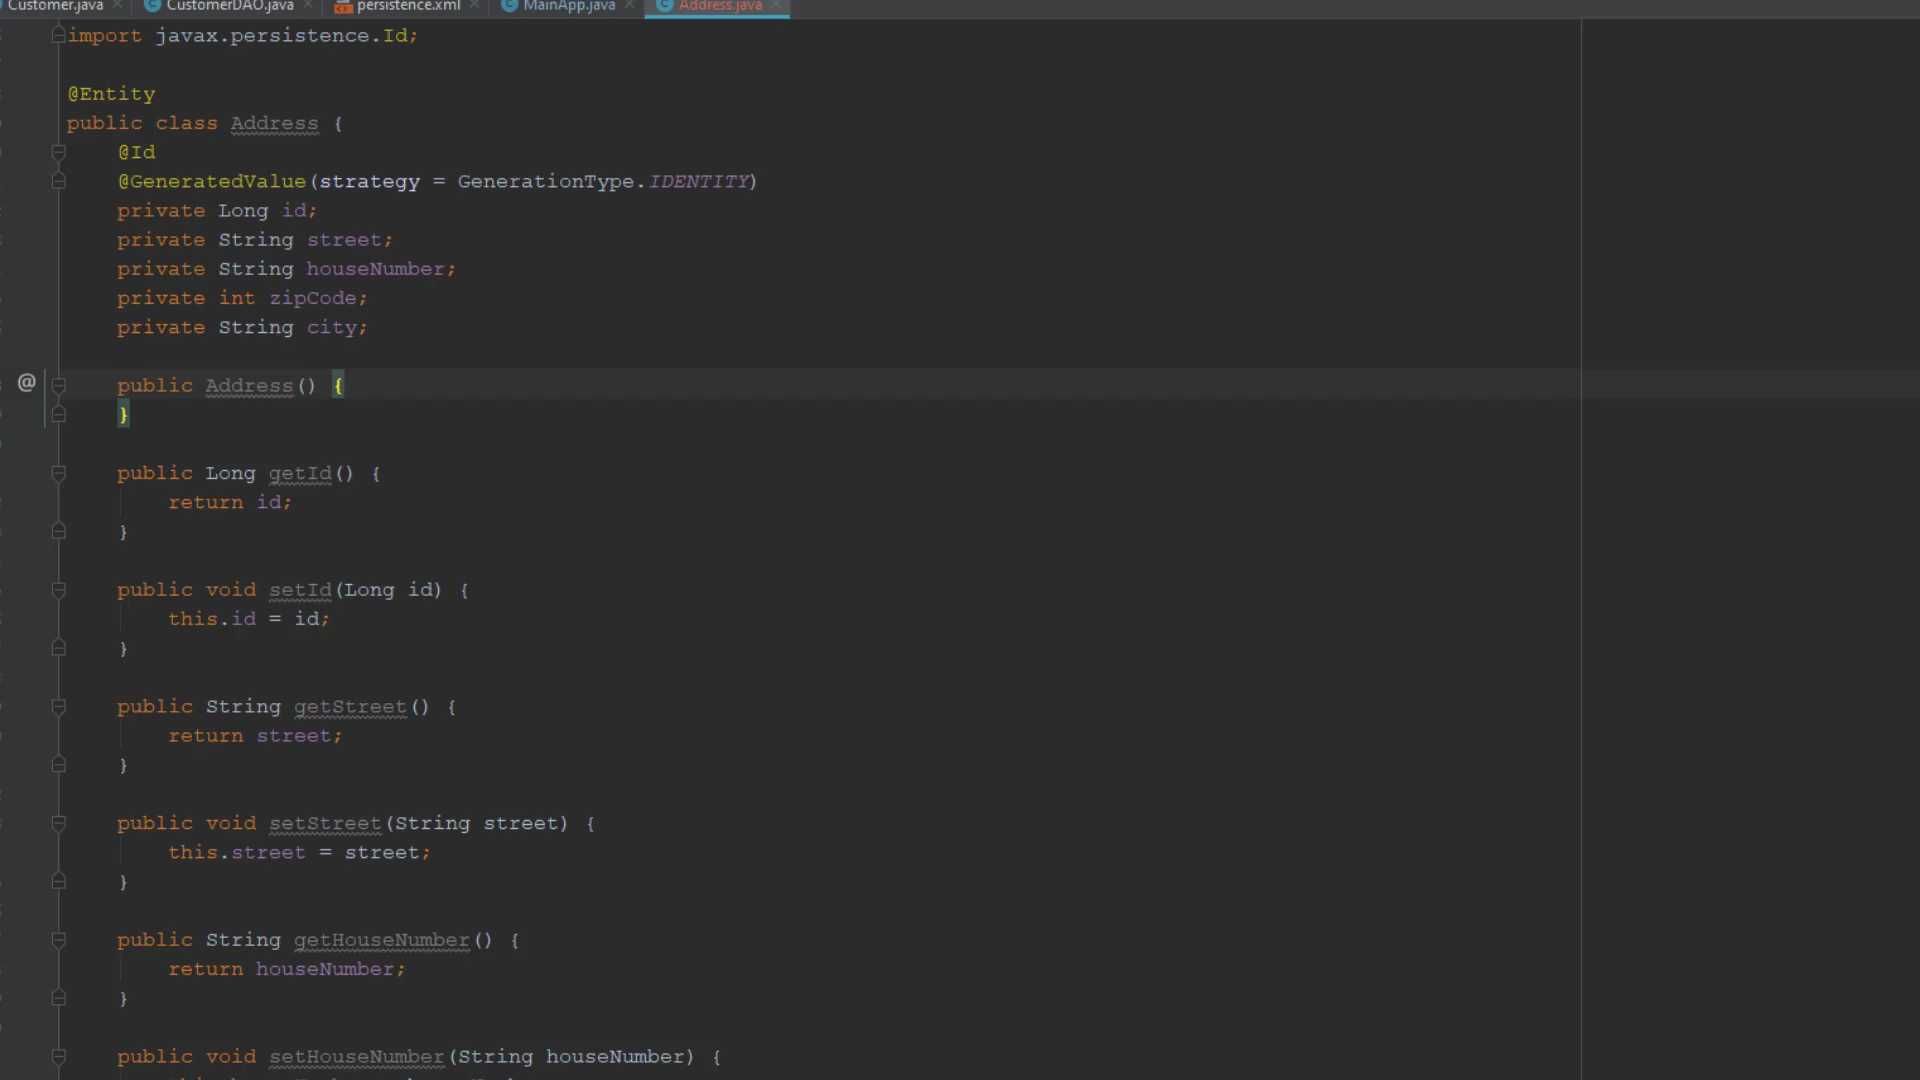 Customer.java CustomerDAO.java persistence.xml MainApp.java Address.java
import javax.persistence.Id;
@Entity
public class Address {
@Id
@GeneratedValue(strategy = GenerationType.IDENTITY)
private Long id;
private String street;
private String houseNumber;
private int zipCode;
private String city;
@ public Address() {
}
public Long getId() {
return id;
}
public void setId(Long id) {
this.id = id;
}
public String getStreet() {
return street;
}
public void setStreet(String street) {
this.street = street;
}
public String getHouseNumber() {
return houseNumber;
}
public void setHouseNumber(String houseNumber) {